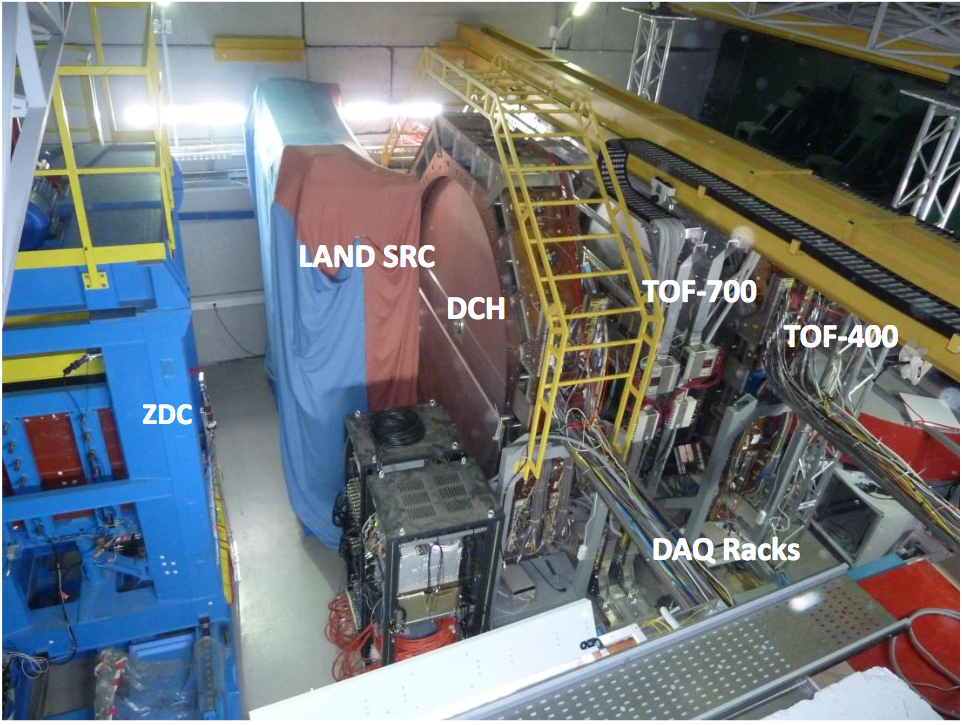 LAND SRC
DCH
TOF-700
TOF-400
ZDC
DAQ Racks